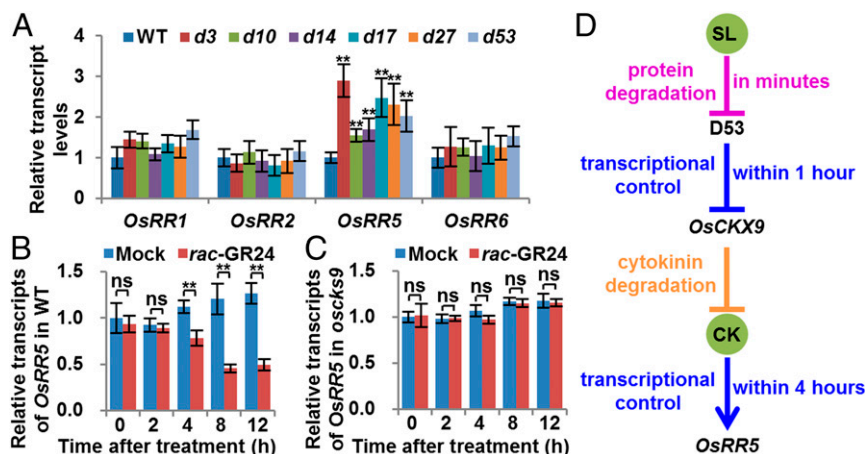 A
WT d3 d10 d14 d17 d27 d53
Relative transcript
levels
4
3
2
1
0
** ** ** ** ** **
OsRR1 OsRR2 OsRR5 OsRR6
B
Mock rac-GR24
Relative transcripts
of OsRR5 in WT
1.5
1.0
0.5
0.0
ns ns ** ** **
0 2 4 8 12
Time after treatment (h)
C
Mock rac-GR24
Relative transcripts
of OsRR5 in oscks9
1.5
1.0
0.5
0.0
ns ns ns ns ns
0 2 4 8 12
Time after treatment (h)
D
SL
protein
degradation
in minutes
D53
transcriptional
control
within 1 hour
OsCKX9
cytokinin
degradation
CK
transcriptional
control
within 4 hours
OsRR5